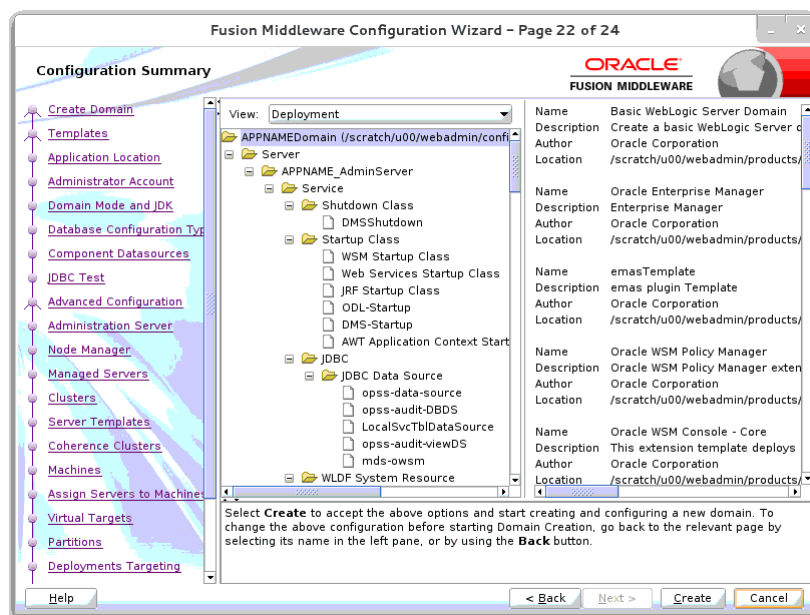 Fusion Middleware Configuration Wizard - Page 22 of 24
Configuration Summary
ORACLE
FUSION MIDDLEWARE
Create Domain
Templates
Application Location
Administrator Account
Domain Mode and JDK
Database Configuration Typ
Component Datasources
JDBC Test
Advanced Configuration
Administration Server
Node Manager
Managed Servers
Clusters
Server Templates
Coherence Clusters
Machines
Assign Servers to Machines
Virtual Targets
Partitions
Deployments Targeting
View: Deployment
APPNAMEDomain (/scratch/u00/webadmin/confi
Server
APPNAME_AdminServer
Service
Shutdown Class
DMSShutdown
Startup Class
WSM Startup Class
Web Services Startup Class
JRF Startup Class
ODL-Startup
DMS-Startup
AWT Application Context Start
JDBC
JDBC Data Source
opss-data-source
opss-audit-DBDS
LocalSvcTblDataSource
opss-audit-viewDS
mds-owsm
WLDF System Resource
Name Basic WebLogic Server Domain
Description Create a basic WebLogic Server d
Author Oracle Corporation
Location /scratch/u00/webadmin/products/
Name Oracle Enterprise Manager
Description Enterprise Manager
Author Oracle Corporation
Location /scratch/u00/webadmin/products/
Name emasTemplate
Description emas plugin Template
Author Oracle Corporation
Location /scratch/u00/webadmin/products/
Name Oracle WSM Policy Manager
Description Oracle WSM Policy Manager exten
Author Oracle Corporation
Location /scratch/u00/webadmin/products/
Name Oracle WSM Console - Core
Description This extension template deploys
Author Oracle Corporation
Location /scratch/u00/webadmin/products/
Select Create to accept the above options and start creating and configuring a new domain. To
change the above configuration before starting Domain Creation, go back to the relevant page by
selecting its name in the left pane, or by using the Back button.
Help
< Back
Next >
Create
Cancel